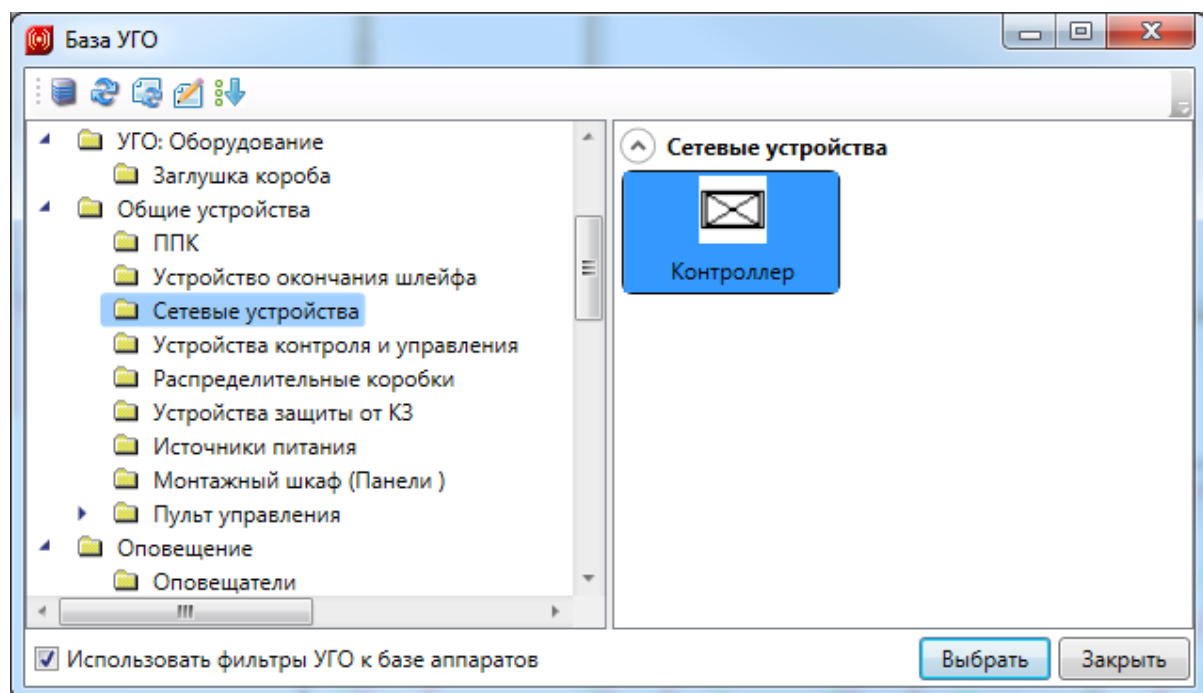 База УГО
УГО: Оборудование
Заглушка короба
Общие устройства
ППК
Устройство окончания шлейфа
Сетевые устройства
Устройства контроля и управления
Распределительные коробки
Устройства защиты от КЗ
Источники питания
Монтажный шкаф (Панели )
Пульт управления
Оповещение
Оповещатели
Сетевые устройства
Контроллер
Использовать фильтры УГО к базе аппаратов
Выбрать
Закрыть